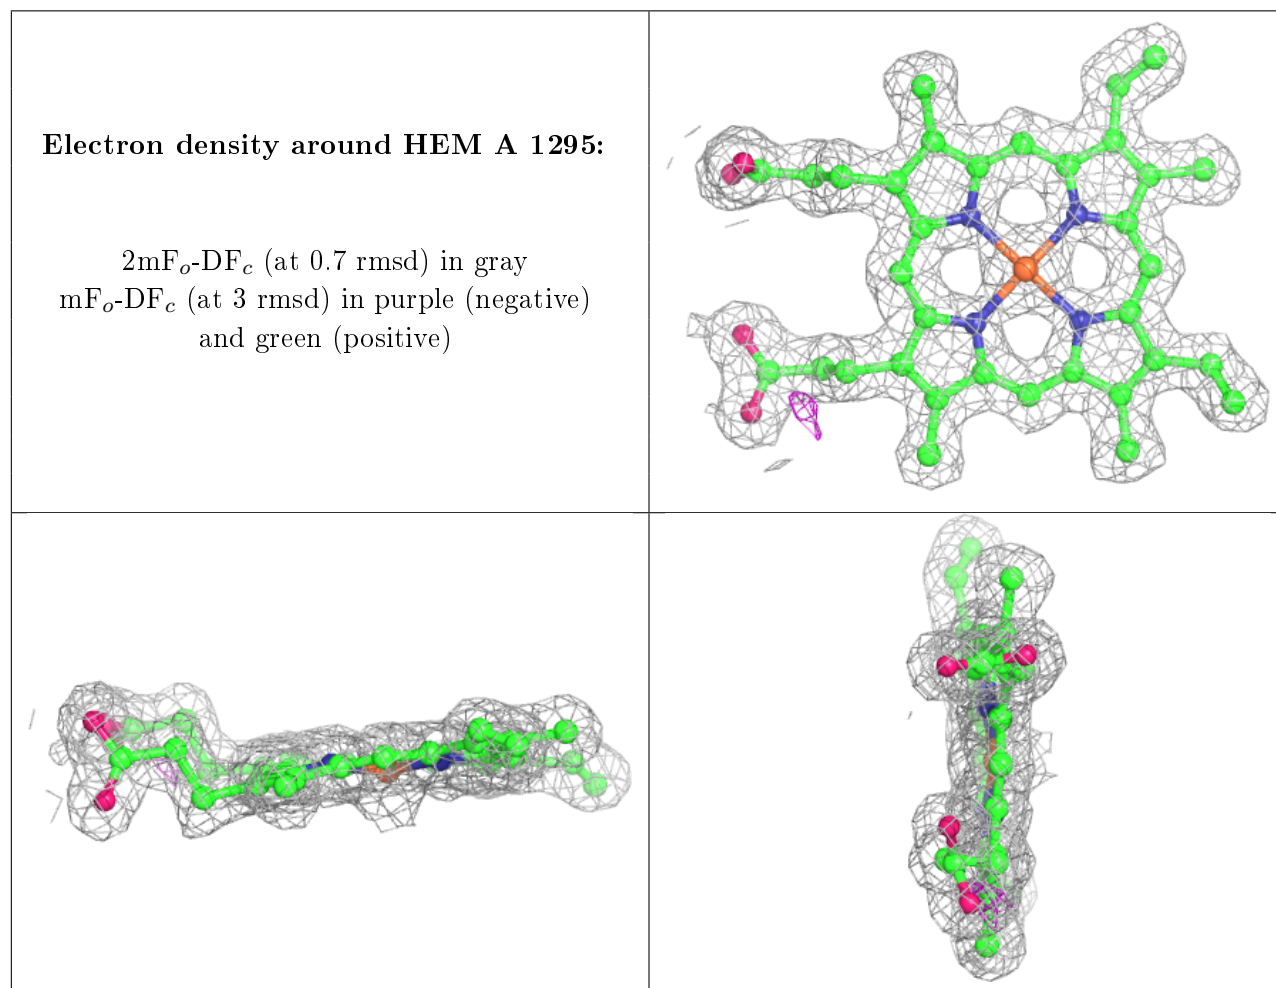 Electron density around HEM A 1295:
2mFo-DFc (at 0.7 rmsd) in gray
mFo-DFc (at 3 rmsd) in purple (negative)
and green (positive)